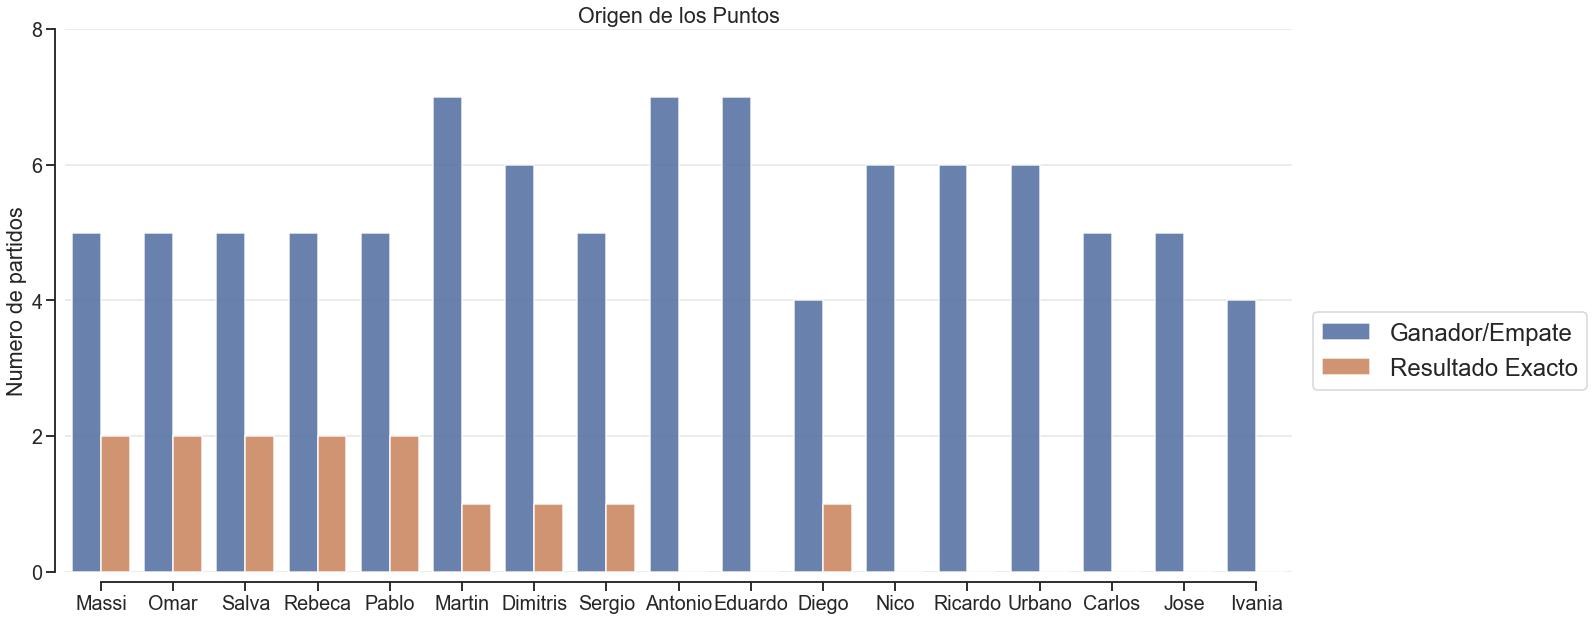 Origen de los Puntos
8
6
4
2
0
Numero de partidos
Massi Omar Salva Rebeca Pablo Martin Dimitris Sergio Antonio Eduardo Diego Nico Ricardo Urbano Carlos Jose Ivania
Ganador/Empate
Resultado Exacto